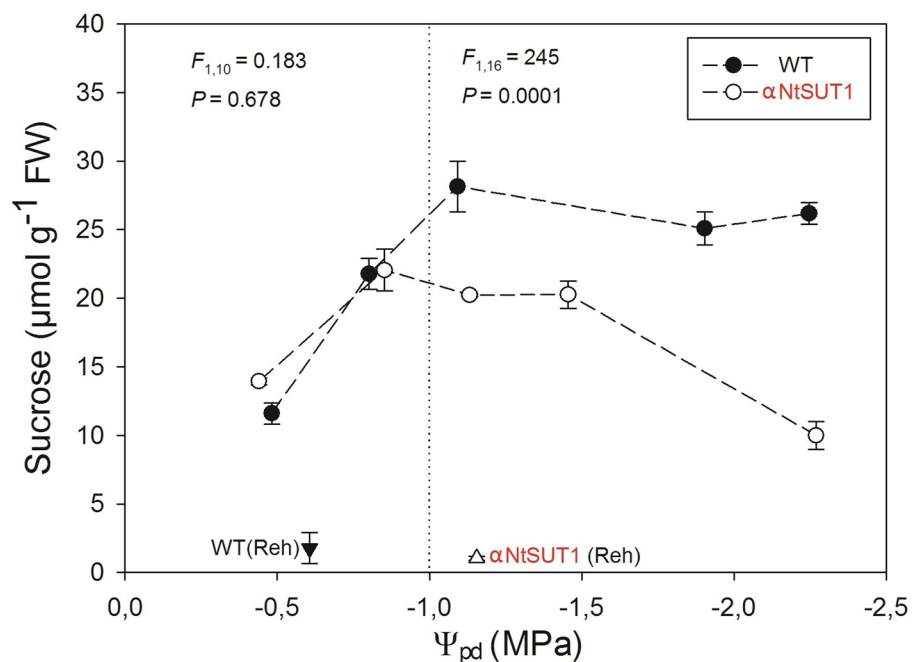 40
35
30
25
20
15
10
5
0
Sucrose (µmol g⁻¹ FW)
F₁,₁₀ = 0.183
P = 0.678
F₁,₁₆ = 245
P = 0.0001
WT
αNtSUT1
WT(Reh)
αNtSUT1 (Reh)
0,0
-0,5
-1,0
-1,5
-2,0
-2,5
Ψpd (MPa)